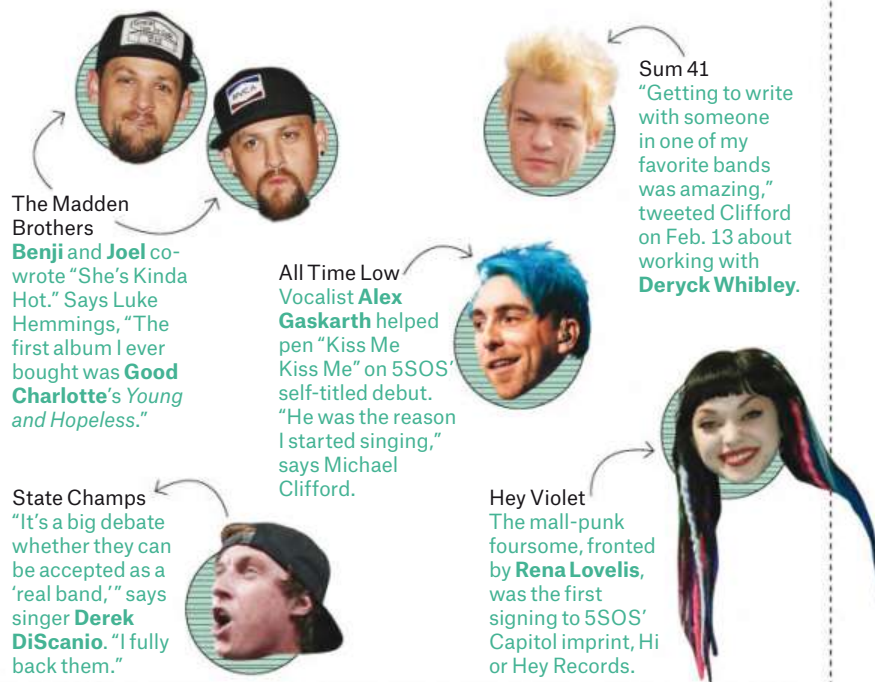 The Madden
Brothers
Benji and Joel co-
wrote “She’s Kinda
Hot.” Says Luke
Hemmings, “The
first album I ever
bought was Good
Charlotte’s Young
and Hopeless.”
All Time Low
Vocalist Alex
Gaskarth helped
pen “Kiss Me
Kiss Me” on 5SOS’
self-titled debut.
“He was the reason
I started singing,”
says Michael
Clifford.
Sum 41
“Getting to write
with someone
in one of my
favorite bands
was amazing,”
tweeted Clifford
on Feb. 13 about
working with
Deryck Whibley.
State Champs
“It’s a big debate
whether they can
be accepted as a
‘real band,’” says
singer Derek
DiScanio. “I fully
back them.”
Hey Violet
The mall-punk
foursome, fronted
by Rena Lovelis,
was the first
signing to 5SOS’
Capitol imprint, Hi
or Hey Records.
RVCA